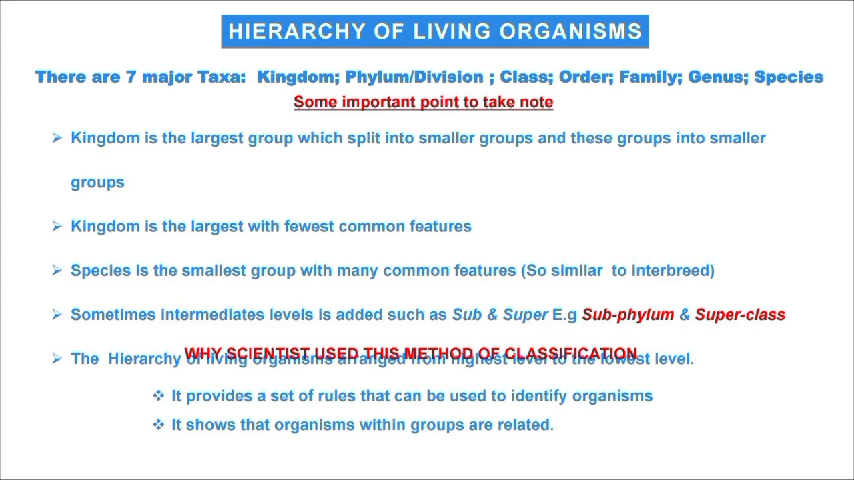 HIERARCHY OF LIVING ORGANISMS
There are 7 major Taxa: Kingdom; Phylum/Division ; Class; Order; Family; Genus; Species
Some important point to take note
➢ Kingdom is the largest group which split into smaller groups and these groups into smaller
groups
➢ Kingdom is the largest with fewest common features
➢ Species is the smallest group with many common features (So similar to interbreed)
➢ Sometimes intermediates levels is added such as Sub & Super E.g Sub-phylum & Super-class
WHY SCIENTIST USED THIS METHOD OF CLASSIFICATION
➢ The Hierarchy of living organisms arranged from highest level to the lowest level.
❖ It provides a set of rules that can be used to identify organisms
❖ It shows that organisms within groups are related.